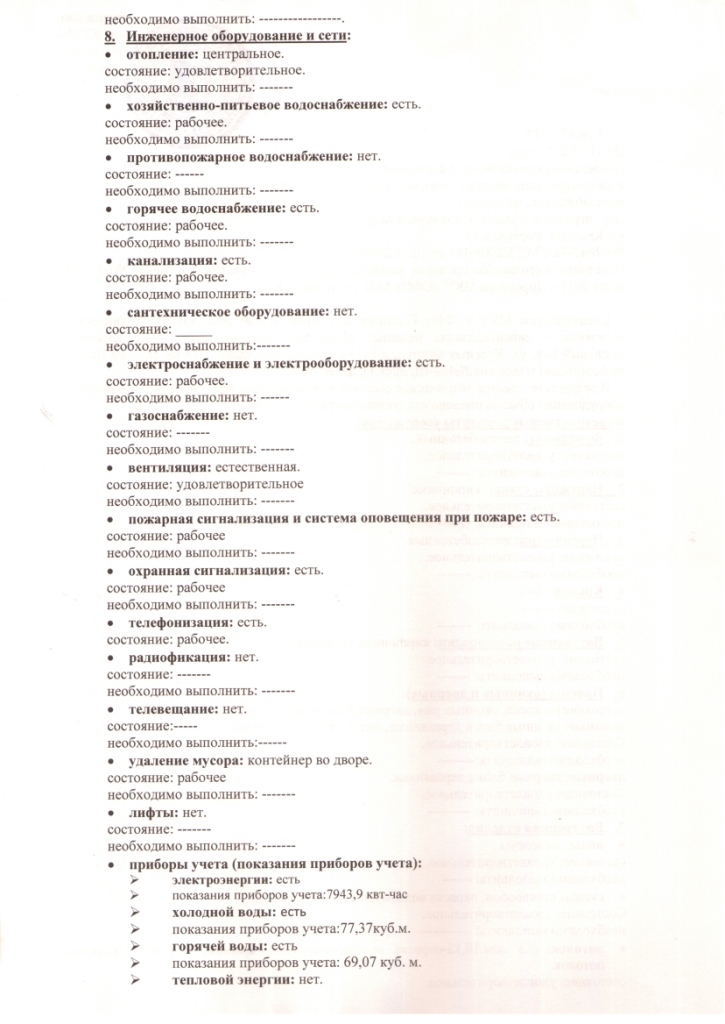 необходимо выполнить: -----------------.
8. Инженерное оборудование и сети:
• отопление: центральное.
состояние: удовлетворительное.
необходимо выполнить: -------
• хозяйственно-питьевое водоснабжение: есть.
состояние: рабочее.
необходимо выполнить: -------
• противопожарное водоснабжение: нет.
состояние: ------
необходимо выполнить: -------
• горячее водоснабжение: есть.
состояние: рабочее.
необходимо выполнить: -------
• канализация: есть.
состояние: рабочее.
необходимо выполнить: -------
• сантехническое оборудование: нет.
состояние: _____
необходимо выполнить:-------
• электроснабжение и электрооборудование: есть.
состояние: рабочее.
необходимо выполнить: ------
• газоснабжение: нет.
состояние: -------
необходимо выполнить: -------
• вентиляция: естественная.
состояние: удовлетворительное
необходимо выполнить: -------
• пожарная сигнализация и система оповещения при пожаре: есть.
состояние: рабочее
необходимо выполнить: -------
• охранная сигнализация: есть.
состояние: рабочее
необходимо выполнить: -------
• телефонизация: есть.
состояние: рабочее.
• радиофикация: нет.
состояние: -------
необходимо выполнить: -------
• телевещание: нет.
состояние:-----
необходимо выполнить:------
• удаление мусора: контейнер во дворе.
состояние: рабочее
необходимо выполнить: -------
• лифты: нет.
состояние: -------
необходимо выполнить: -------
• приборы учета (показания приборов учета):
➢ электроэнергии: есть
➢ показания приборов учета:7943,9 квт-час
➢ холодной воды: есть
➢ показания приборов учета:77,37куб.м.
➢ горячей воды: есть
➢ показания приборов учета: 69,07 куб. м.
➢ тепловой энергии: нет.